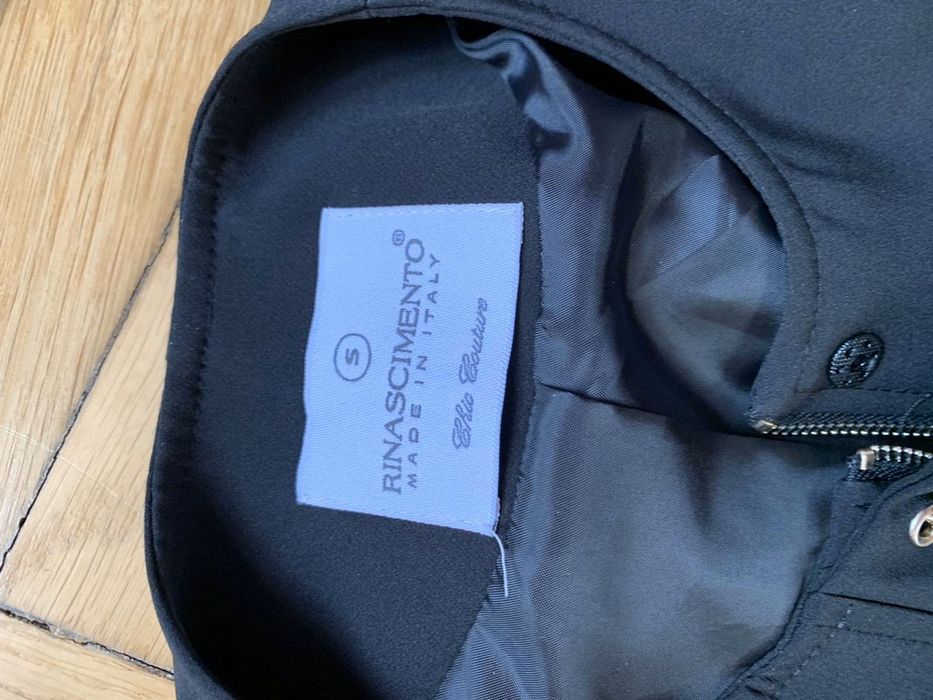 S
RINASCIMENTO®
MADE IN ITALY
Chic Couture